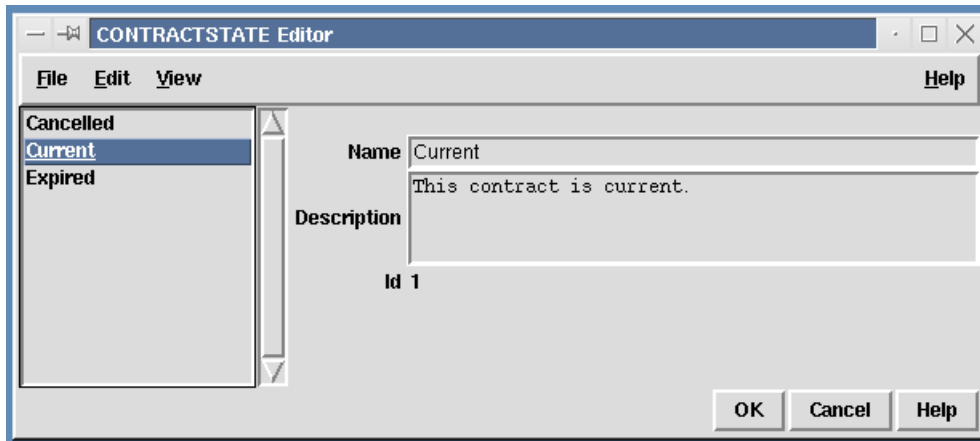 CONTRACTSTATE Editor
File Edit View Help
Cancelled
Current
Expired
Name Current
Description This contract is current.
Id 1
OK Cancel Help